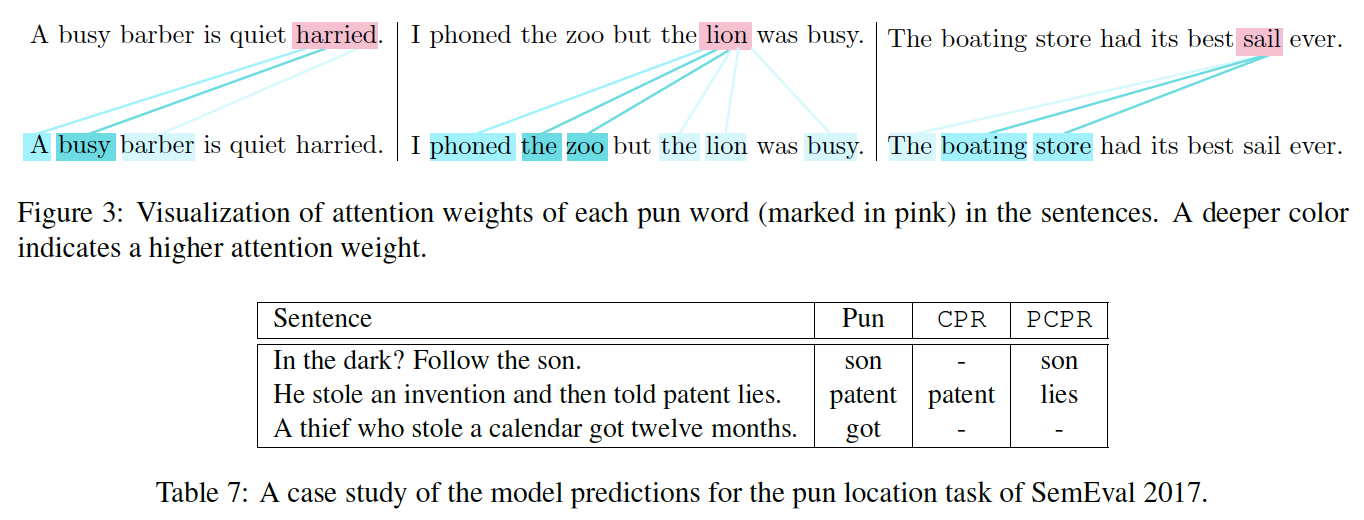 A busy barber is quiet harried. I phoned the zoo but the lion was busy. The boating store had its best sail ever.
A busy barber is quiet harried. I phoned the zoo but the lion was busy. The boating store had its best sail ever.
Figure 3: Visualization of attention weights of each pun word (marked in pink) in the sentences. A deeper color
indicates a higher attention weight.
Sentence Pun CPR PCPR
In the dark? Follow the son. son - son
He stole an invention and then told patent lies. patent patent lies
A thief who stole a calendar got twelve months. got - -
Table 7: A case study of the model predictions for the pun location task of SemEval 2017.